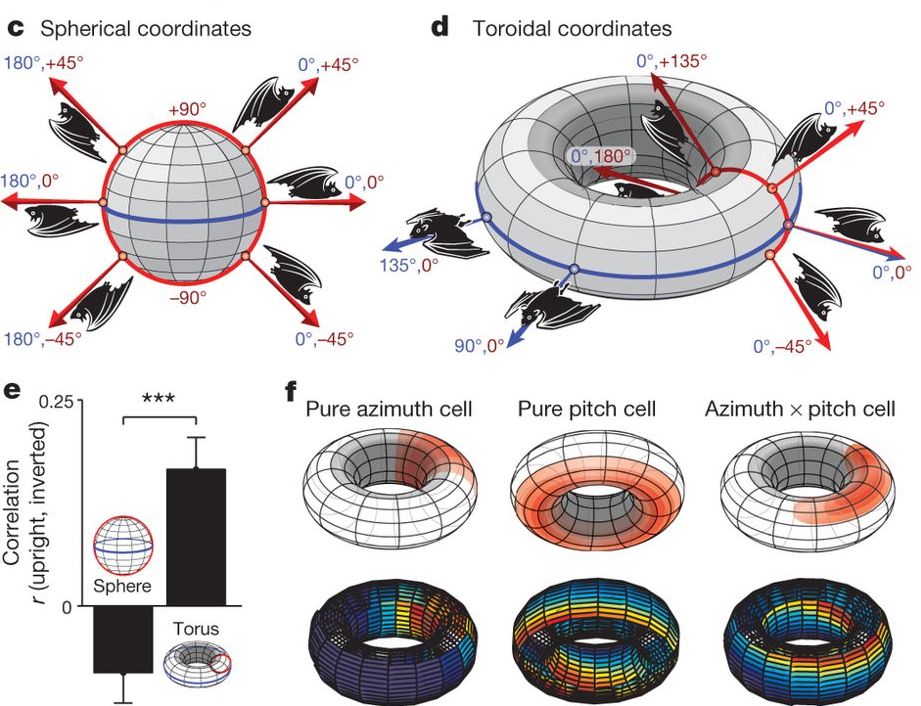 c Spherical coordinates
180°,+45°
0°,+45°
+90°
180°,0°
0°,0°
–90°
180°,–45°
0°,–45°
d Toroidal coordinates
0°,+135°
0°,+45°
0°,180°
135°,0°
0°,0°
90°,0°
0°,–45°
e
0.25
***
Correlation
r (upright, inverted)
Sphere
0
Torus
f
Pure azimuth cell
Pure pitch cell
Azimuth × pitch cell